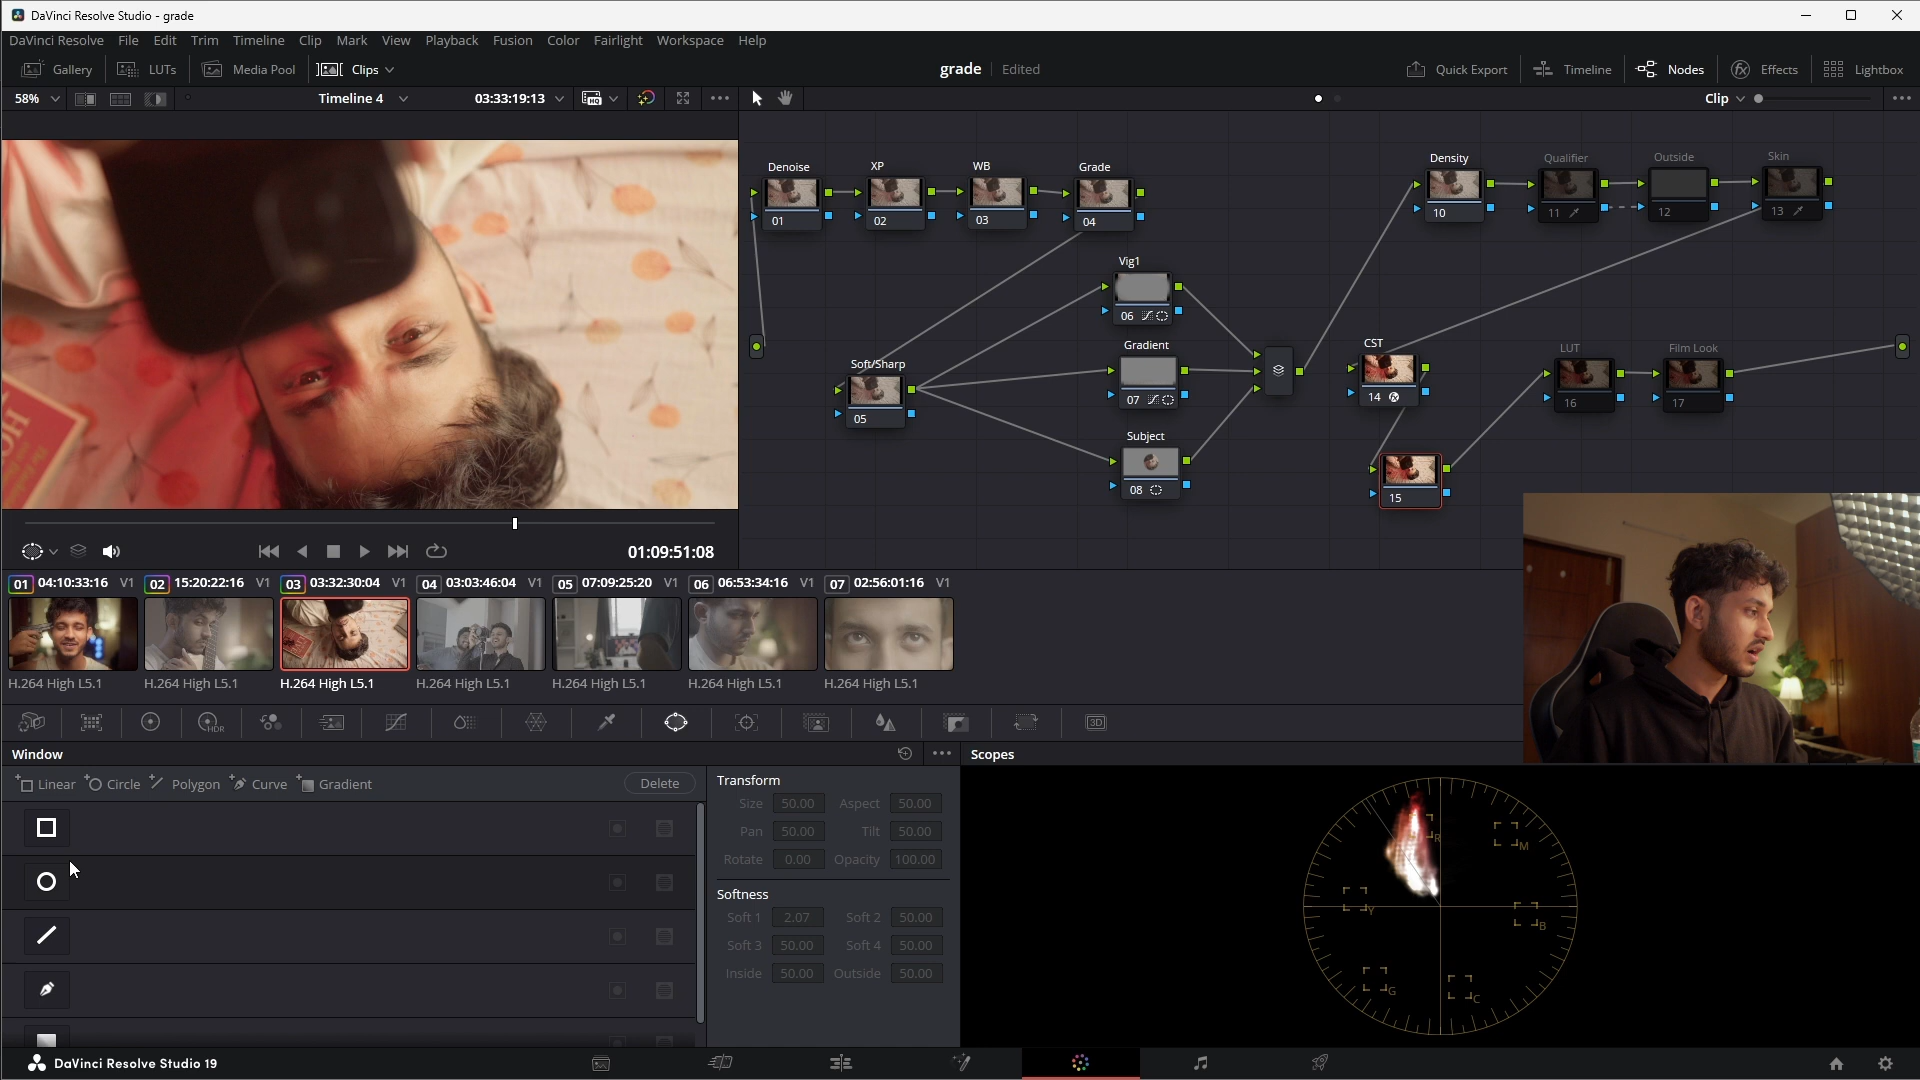 DaVinci Resolve Studio - grade
DaVinci Resolve File Edit Trim Timeline Clip Mark View Playback Fusion Color Fairlight Workspace Help
Gallery LUTs Media Pool Clips grade Edited Quick Export Timeline Nodes Effects Lightbox
58% Timeline 4 03:33:19:13 HQ Clip
Denoise XP WB Grade Density Qualifier Outside Skin
01 02 03 04 10 11 12 13
Vig1
06
Gradient
07
Soft/Sharp
05
Subject
08
CST
14
15
LUT Film Look
16 17
01:09:51:08
01 04:10:33:16 V1 02 15:20:22:16 V1 03 03:32:30:04 V1 04 03:03:46:04 V1 05 07:09:25:20 V1 06 06:53:34:16 V1 07 02:56:01:16 V1
H.264 High L5.1 H.264 High L5.1 H.264 High L5.1 H.264 High L5.1 H.264 High L5.1 H.264 High L5.1 H.264 High L5.1
HDR 3D
Window Scopes
Linear Circle Polygon Curve Gradient Delete
Transform
Size 50.00 Aspect 50.00
Pan 50.00 Tilt 50.00
Rotate 0.00 Opacity 100.00
Softness
Soft 1 2.07 Soft 2 50.00
Soft 3 50.00 Soft 4 50.00
Inside 50.00 Outside 50.00
R M
Y B
G C
DaVinci Resolve Studio 19